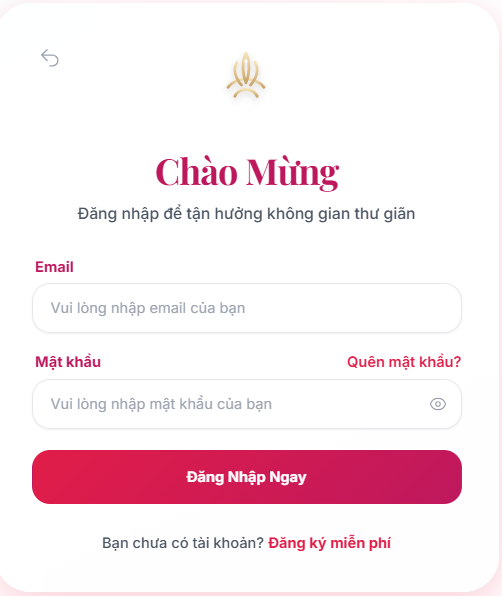 Chào Mừng
Đăng nhập để tận hưởng không gian thư giãn
Email
Vui lòng nhập email của bạn
Mật khẩu
Quên mật khẩu?
Vui lòng nhập mật khẩu của bạn
Đăng Nhập Ngay
Bạn chưa có tài khoản? Đăng ký miễn phí